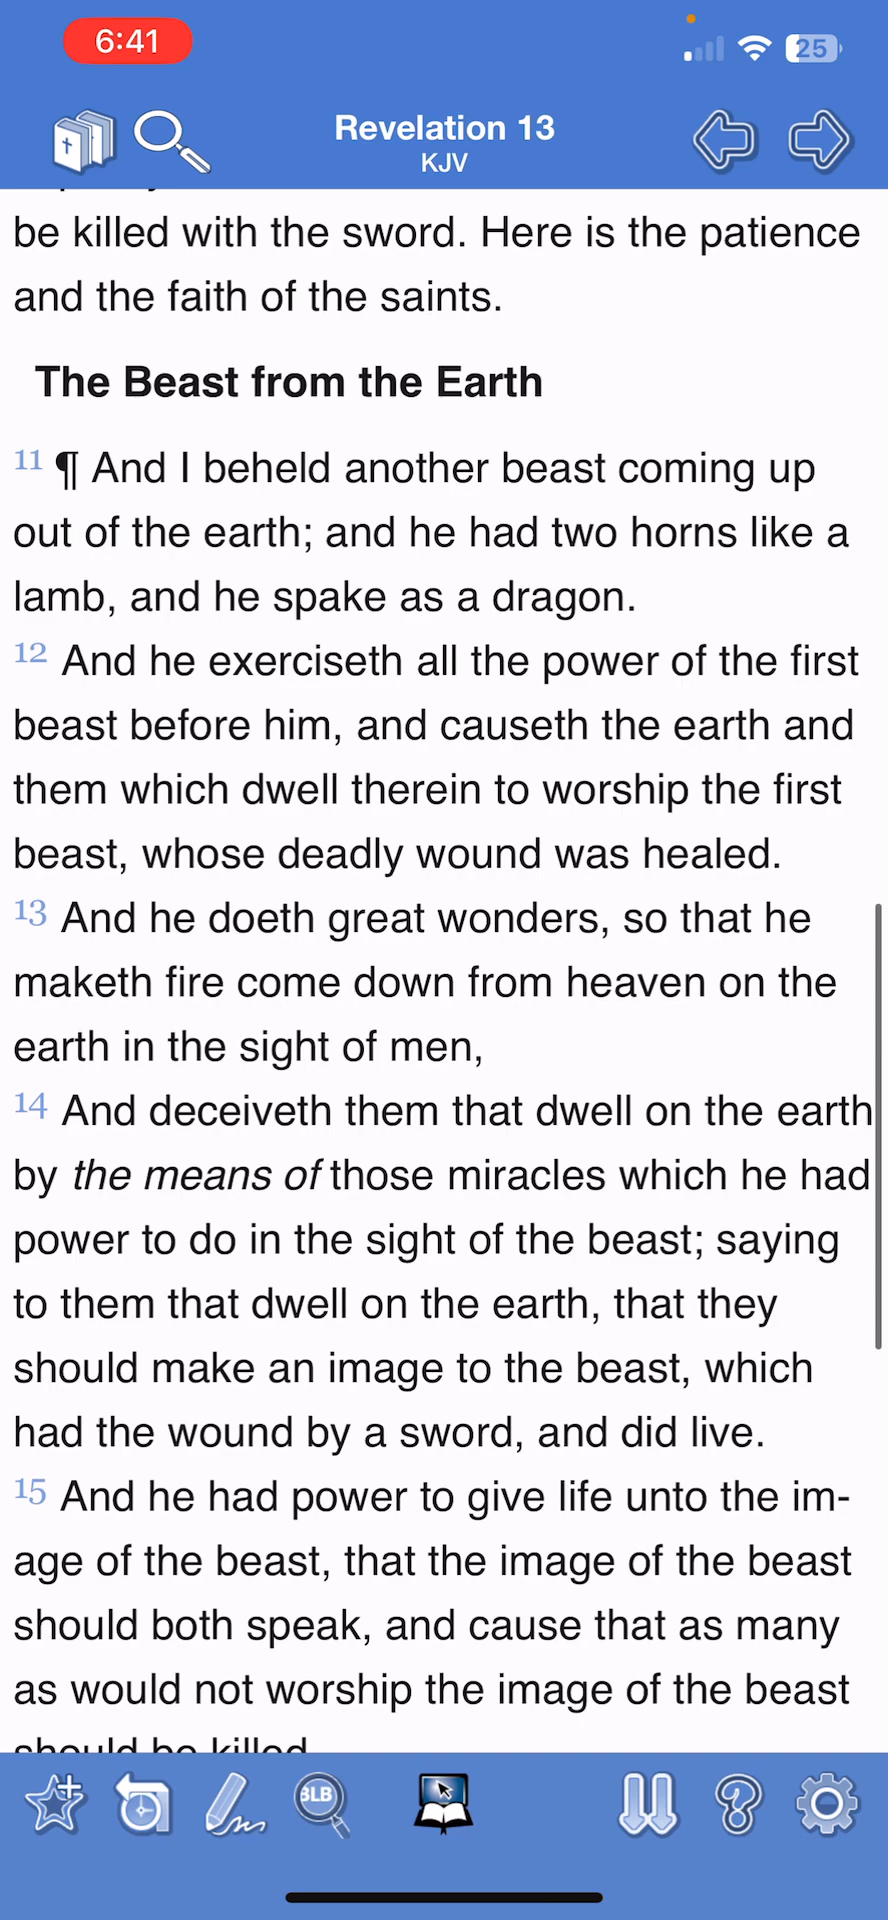 6:41
25
Revelation 13
KJV
be killed with the sword. Here is the patience
and the faith of the saints.
The Beast from the Earth
11 ¶ And I beheld another beast coming up
out of the earth; and he had two horns like a
lamb, and he spake as a dragon.
12 And he exerciseth all the power of the first
beast before him, and causeth the earth and
them which dwell therein to worship the first
beast, whose deadly wound was healed.
13 And he doeth great wonders, so that he
maketh fire come down from heaven on the
earth in the sight of men,
14 And deceiveth them that dwell on the earth
by the means of those miracles which he had
power to do in the sight of the beast; saying
to them that dwell on the earth, that they
should make an image to the beast, which
had the wound by a sword, and did live.
15 And he had power to give life unto the im-
age of the beast, that the image of the beast
should both speak, and cause that as many
as would not worship the image of the beast
should be killed
BLB